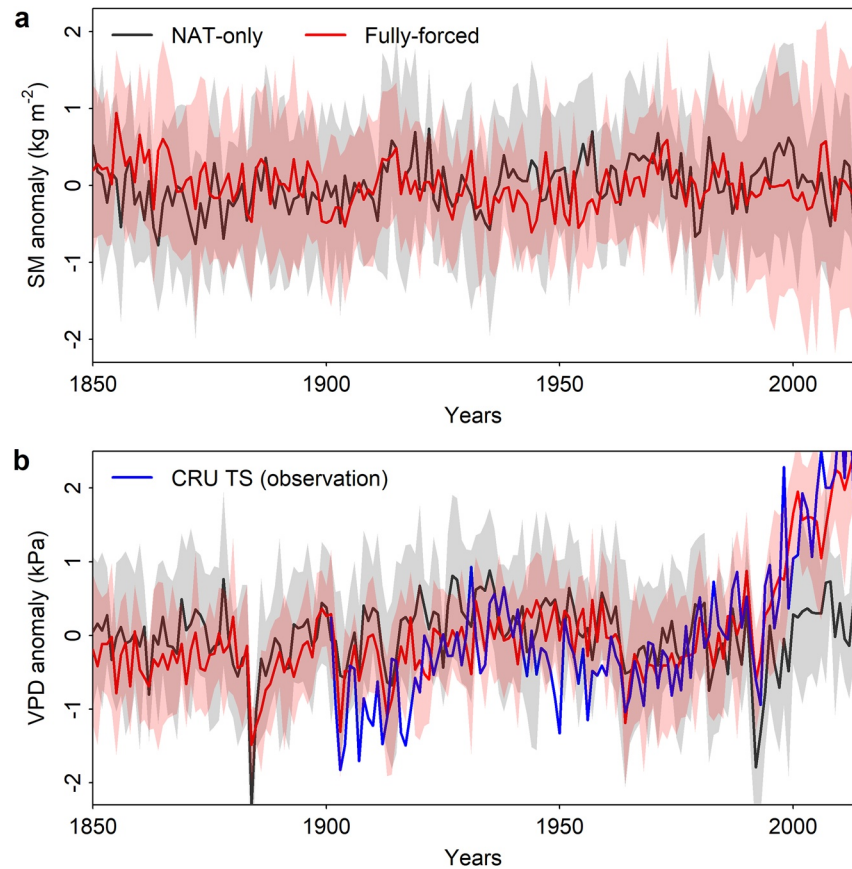 a
NAT-only Fully-forced
SM anomaly (kg m⁻²)
2
1
0
-1
-2
1850 1900 1950 2000
Years
b
CRU TS (observation)
VPD anomaly (kPa)
2
1
0
-1
-2
1850 1900 1950 2000
Years